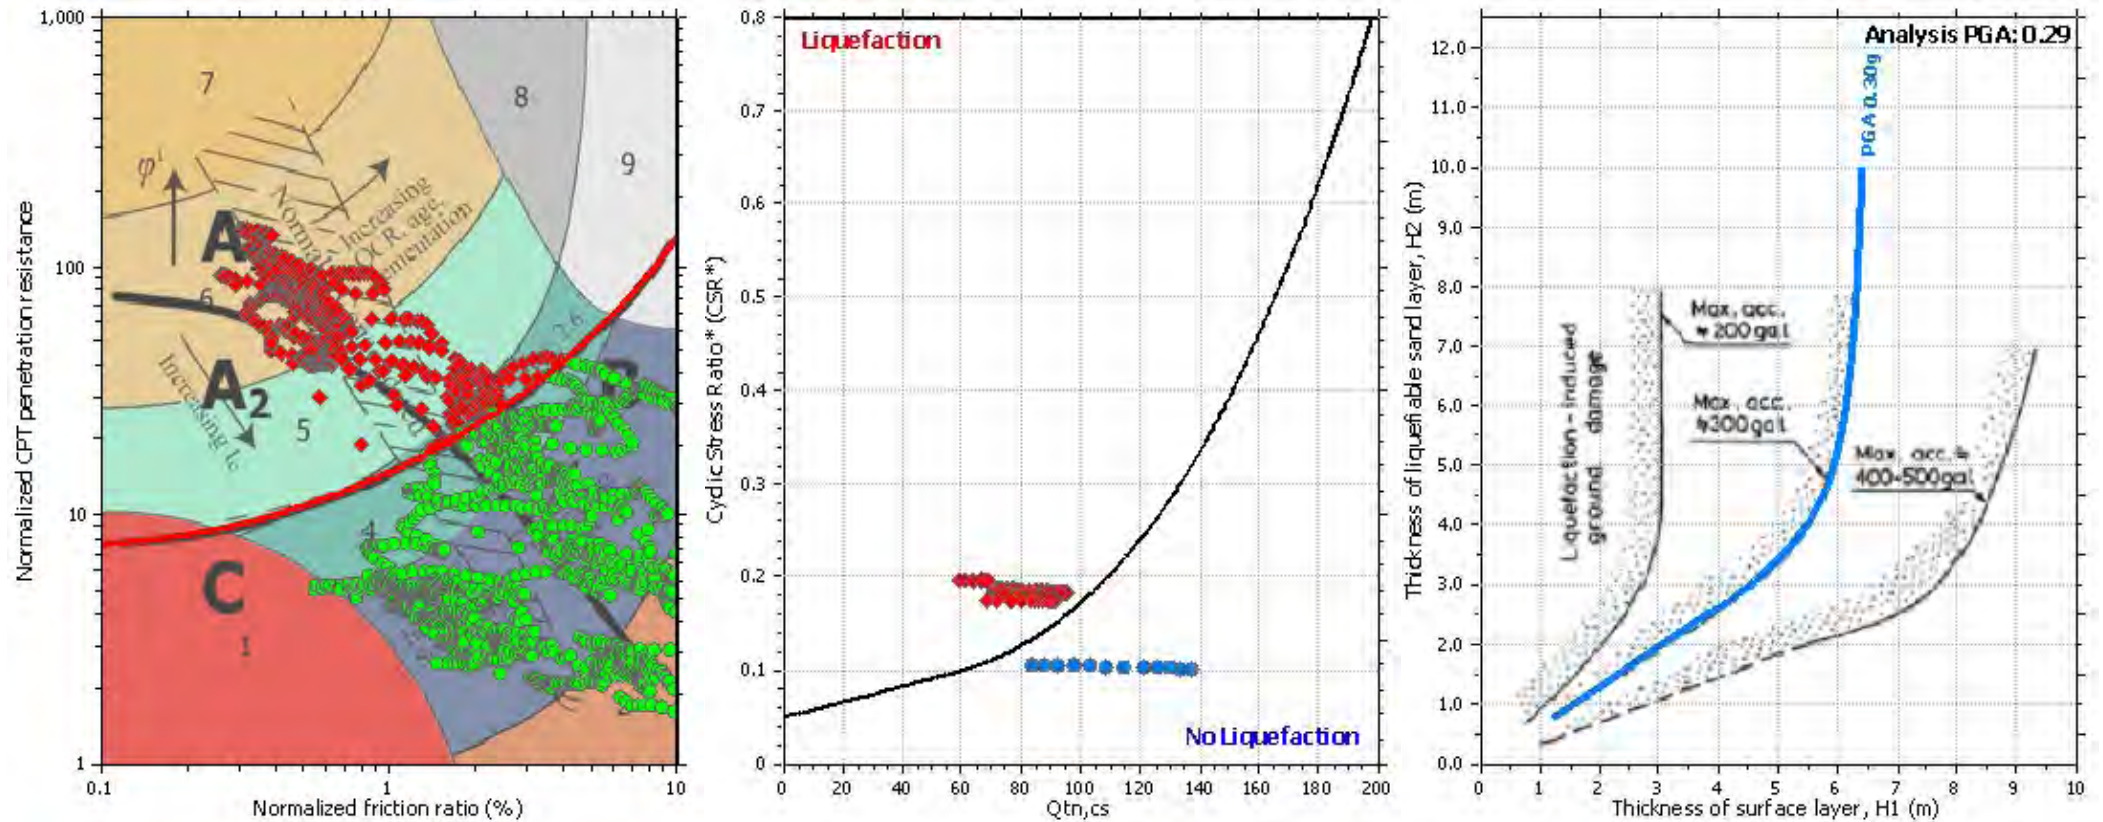 1,000
100
10
1
Normalized CPT penetration resistance
0.1
1
10
Normalized friction ratio (%)
7
8
9
φ'
A
Normal
Increasing
OCR, age,
cementation
6
A2
Increasing Ic
5
2.6
B
4
C
1
2
0.8
0.7
0.6
0.5
0.4
0.3
0.2
0.1
0
Cyclic Stress Ratio* (CSR*)
Liquefaction
No Liquefaction
0
20
40
60
80
100
120
140
160
180
200
Qtn,cs
Analysis PGA: 0.29
PGA 0.30g
12.0
11.0
10.0
9.0
8.0
7.0
6.0
5.0
4.0
3.0
2.0
1.0
0.0
Thickness of liquefiable sand layer, H2 (m)
Liquefaction - induced
ground damage
Max. acc.
≒ 200 gal
Max. acc.
≒300 gal
Max. acc. ≒
400-500 gal
0
1
2
3
4
5
6
7
8
9
10
Thickness of surface layer, H1 (m)